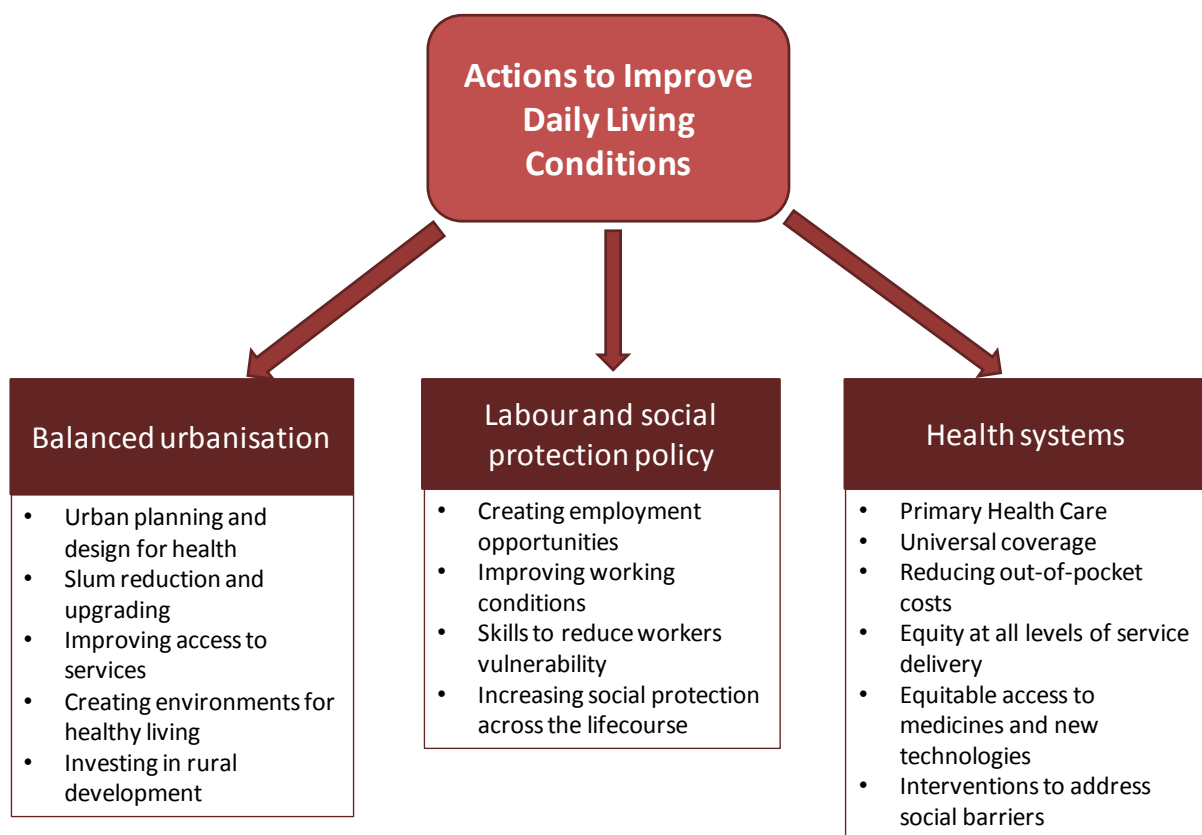 Actions to Improve
Daily Living
Conditions
Balanced urbanisation
• Urban planning and
design for health
• Slum reduction and
upgrading
• Improving access to
services
• Creating environments for
healthy living
• Investing in rural
development
Labour and social
protection policy
• Creating employment
opportunities
• Improving working
conditions
• Skills to reduce workers
vulnerability
• Increasing social protection
across the lifecourse
Health systems
• Primary Health Care
• Universal coverage
• Reducing out-of-pocket
costs
• Equity at all levels of service
delivery
• Equitable access to
medicines and new
technologies
• Interventions to address
social barriers